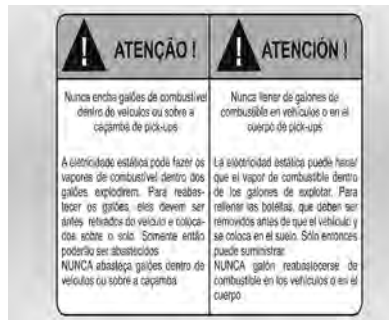 ATENÇÃO !
Nunca encha galões de combustível
dentro de veículos ou sobre a
caçamba de pick-ups
A eletricidade estática pode fazer os
vapores de combustível dentro dos
galões explodirem. Para reabas-
tecer os galões, eles devem ser
antes retirados do veículo e coloca-
dos sobre o solo. Somente então
poderão ser abastecidos
NUNCA abasteça galões dentro de
veículos ou sobre a caçamba
ATENCIÓN !
Nunca llenar de galones de
combustible en vehículos o en el
cuerpo de pick-ups
La electricidad estática puede hacer
que el vapor de combustible dentro
de los galones de explotar. Para
rellenar las botellas, que deben ser
removidos antes de que el vehículo y
se coloca en el suelo. Sólo entonces
puede suministrar.
NUNCA galón reabastecerse de
combustible en los vehículos o en el
cuerpo